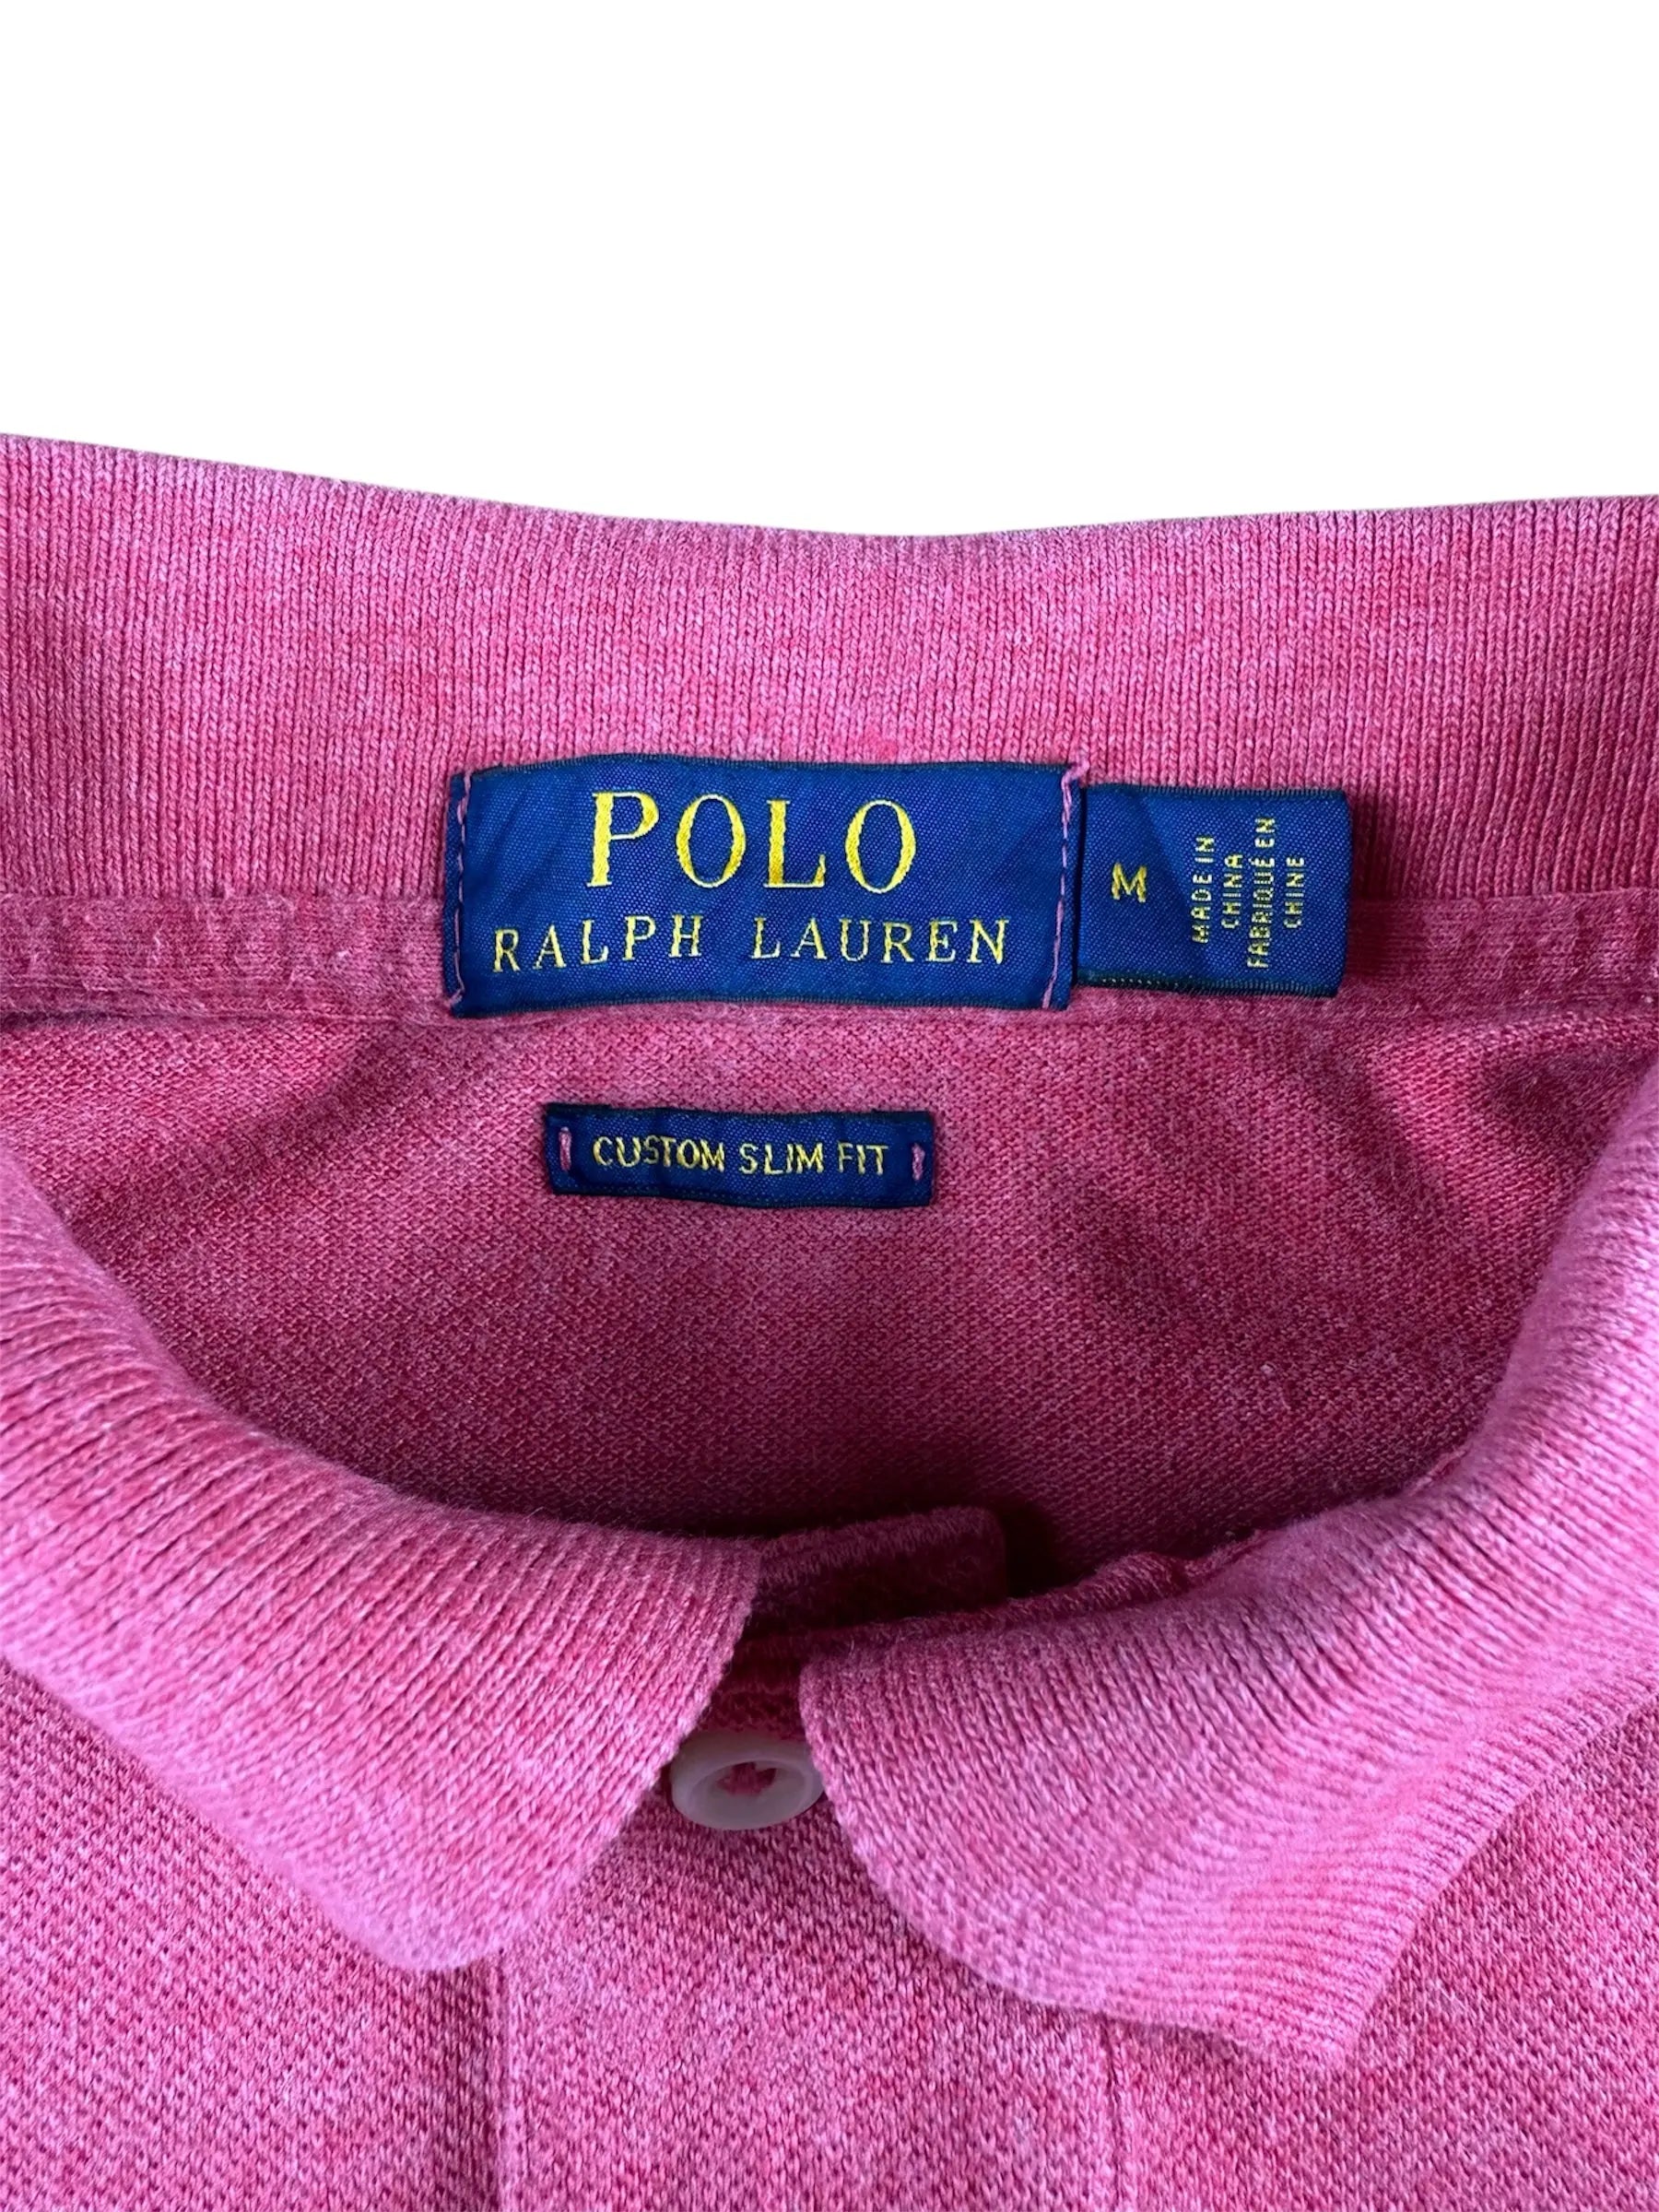 POLO
RALPH LAUREN
M
MADE IN
CHINA
FABRIQUÉ EN
CHINE
CUSTOM SLIM FIT